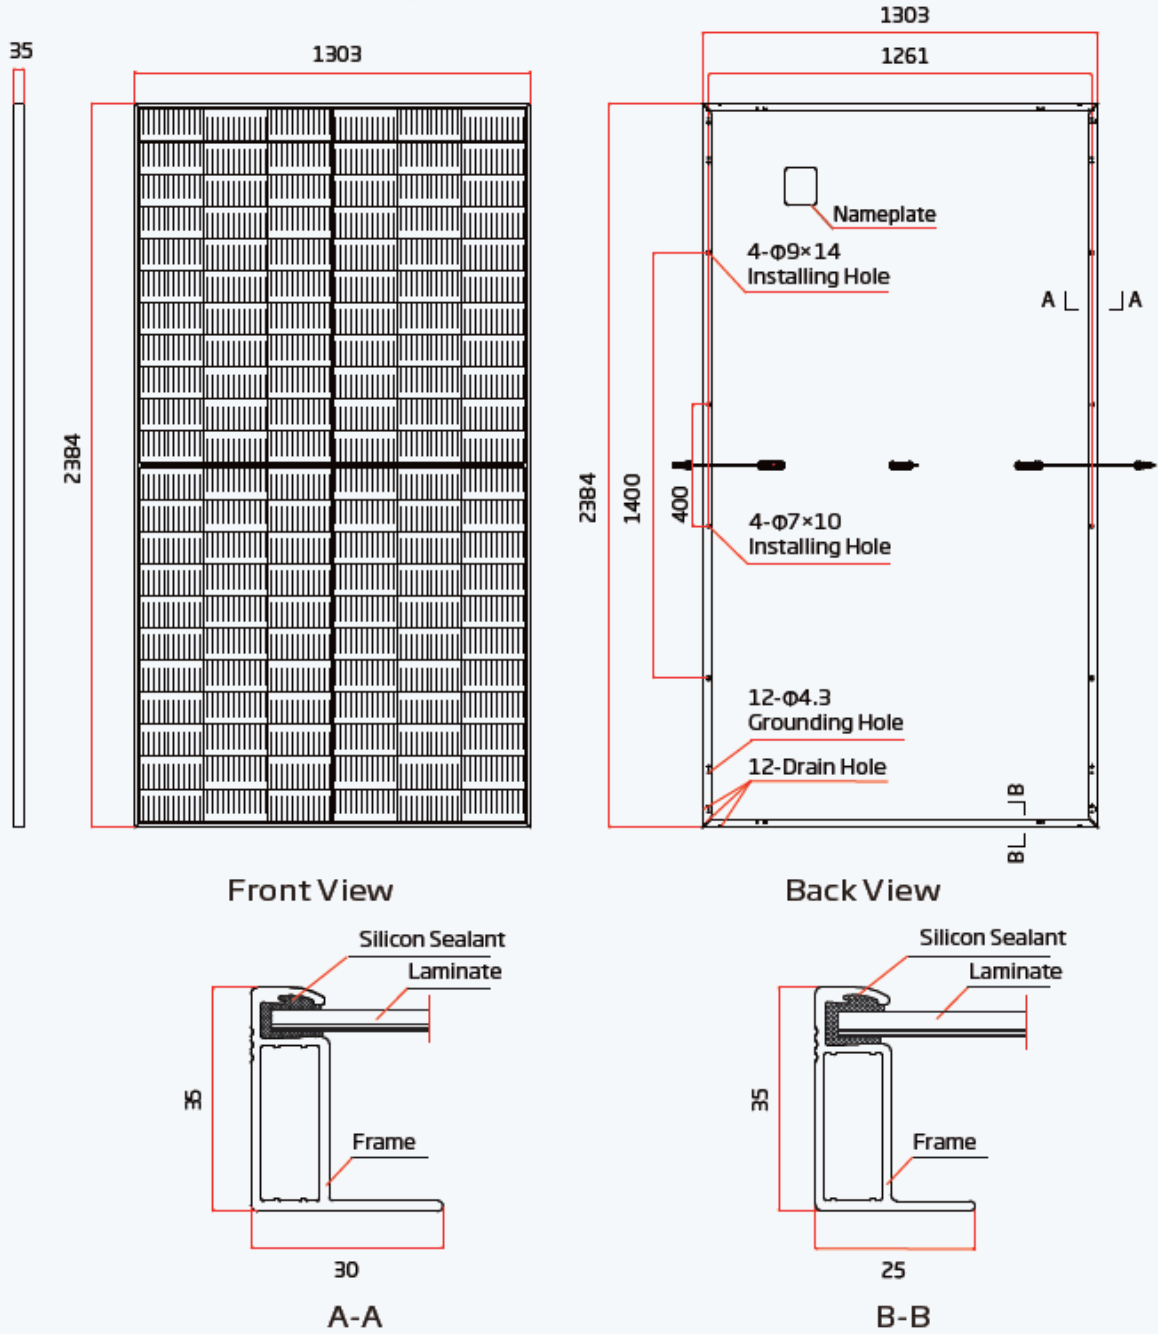 35
1303
2384
Front View
1303
1261
Nameplate
4-Φ9×14
Installing Hole
A
A
2384
1400
400
4-Φ7×10
Installing Hole
12-Φ4.3
Grounding Hole
12-Drain Hole
B
B
Back View
Silicon Sealant
Laminate
35
Frame
30
A-A
Silicon Sealant
Laminate
35
Frame
25
B-B